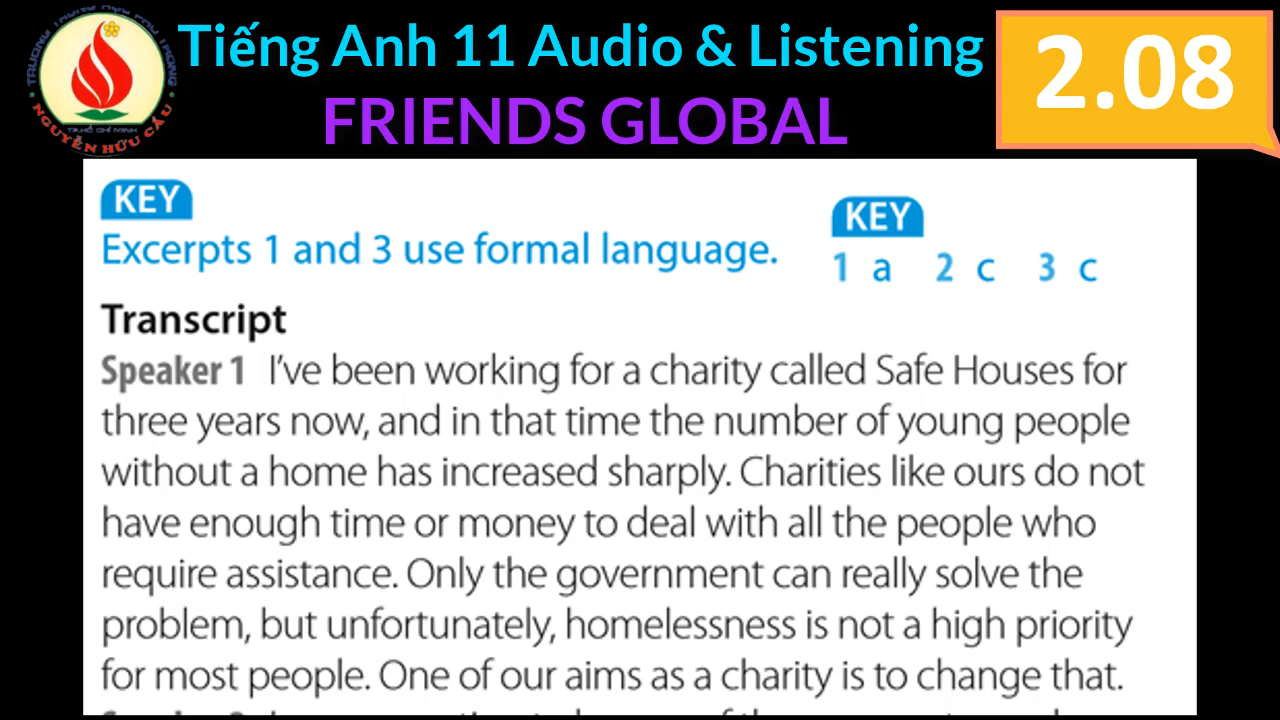 Tiếng Anh 11 Audio & Listening
FRIENDS GLOBAL
2.08
NGUYỄN HỮU CẦU
KEY
Excerpts 1 and 3 use formal language.
KEY
1 a 2 c 3 c
Transcript
Speaker 1 I've been working for a charity called Safe Houses for
three years now, and in that time the number of young people
without a home has increased sharply. Charities like ours do not
have enough time or money to deal with all the people who
require assistance. Only the government can really solve the
problem, but unfortunately, homelessness is not a high priority
for most people. One of our aims as a charity is to change that.